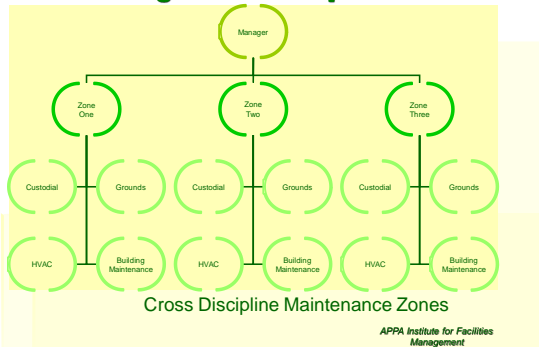 Manager
Zone
One
Zone
Two
Zone
Three
Custodial
Grounds
Custodial
Grounds
Custodial
Grounds
HVAC
Building
Maintenance
HVAC
Building
Maintenance
HVAC
Building
Maintenance
Cross Discipline Maintenance Zones
APPA Institute for Facilities
Management